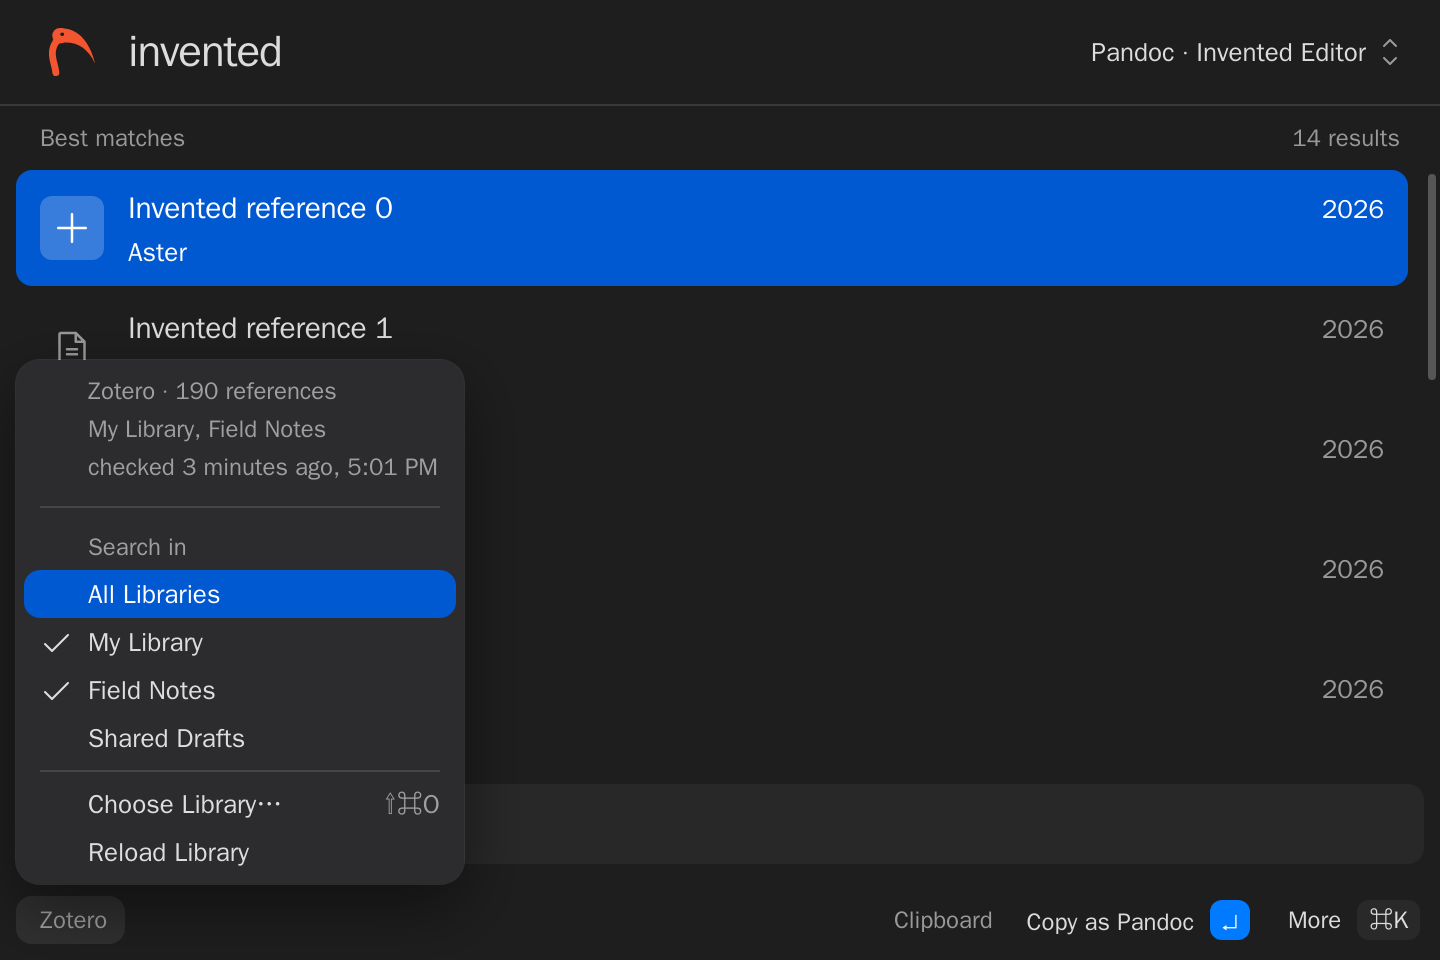 invented
Pandoc · Invented Editor
Best matches
14 results
Invented reference 0
2026
Aster
Invented reference 1
2026
Zotero · 190 references
My Library, Field Notes
2026
checked 3 minutes ago, 5:01 PM
Search in
2026
All Libraries
My Library
Field Notes
2026
Shared Drafts
Choose Library⋯
⇧⌘O
Reload Library
Zotero
Clipboard
Copy as Pandoc
More
⌘K